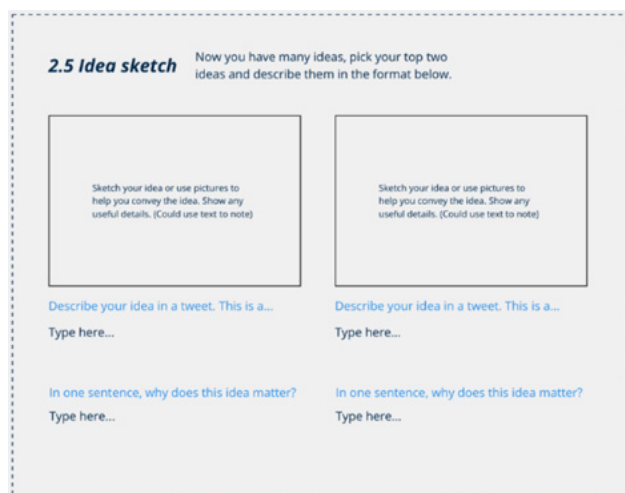 2.5 Idea sketch
Now you have many ideas, pick your top two
ideas and describe them in the format below.
Sketch your idea or use pictures to
help you convey the idea. Show any
useful details. (Could use text to note)
Describe your idea in a tweet. This is a...
Type here...
In one sentence, why does this idea matter?
Type here...
Sketch your idea or use pictures to
help you convey the idea. Show any
useful details. (Could use text to note)
Describe your idea in a tweet. This is a...
Type here...
In one sentence, why does this idea matter?
Type here...